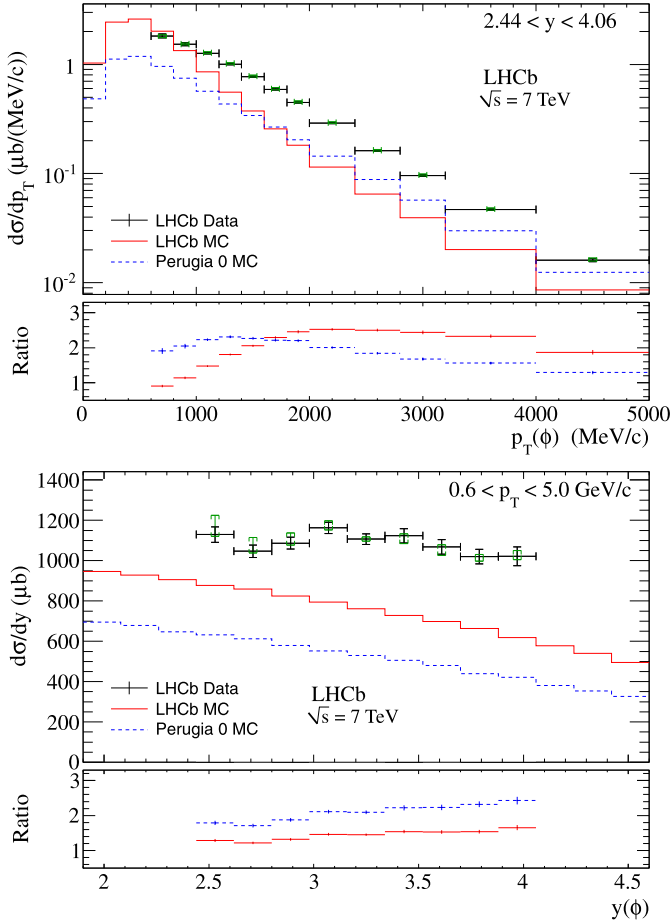 2.44 < y < 4.06
LHCb
√s = 7 TeV
dσ/dp_T (μb/(MeV/c))
1
10⁻¹
10⁻²
LHCb Data
LHCb MC
Perugia 0 MC
Ratio
3
2
1
0 1000 2000 3000 4000 5000
p_T(ϕ) (MeV/c)
0.6 < p_T < 5.0 GeV/c
dσ/dy (μb)
1400
1200
1000
800
600
400
200
0
LHCb Data
LHCb MC
Perugia 0 MC
LHCb
√s = 7 TeV
Ratio
3
2
1
2 2.5 3 3.5 4 4.5
y(ϕ)